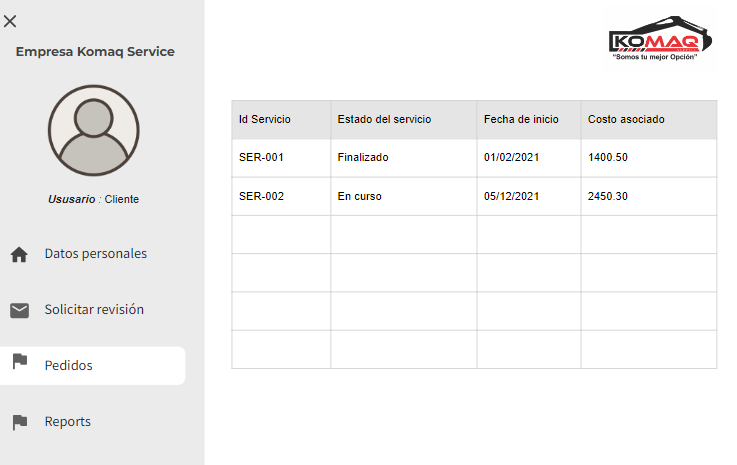 Empresa Komaq Service
Ususario : Cliente
Datos personales
Solicitar revisión
Pedidos
Reports
KOMAQ
SERVICE
"Somos tu mejor Opción"
Id Servicio Estado del servicio Fecha de inicio Costo asociado
SER-001 Finalizado 01/02/2021 1400.50
SER-002 En curso 05/12/2021 2450.30